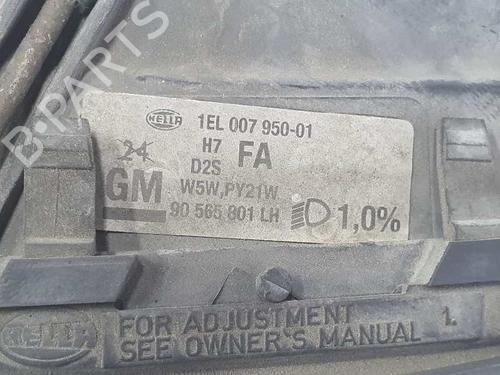 HELLA 1EL 007 950-01
24 H7 FA
D2S
GM W5W,PY21W
90 565 801 LH 1,0%
HELLA FOR ADJUSTMENT 1.
SEE OWNER'S MANUAL
B-PARTS